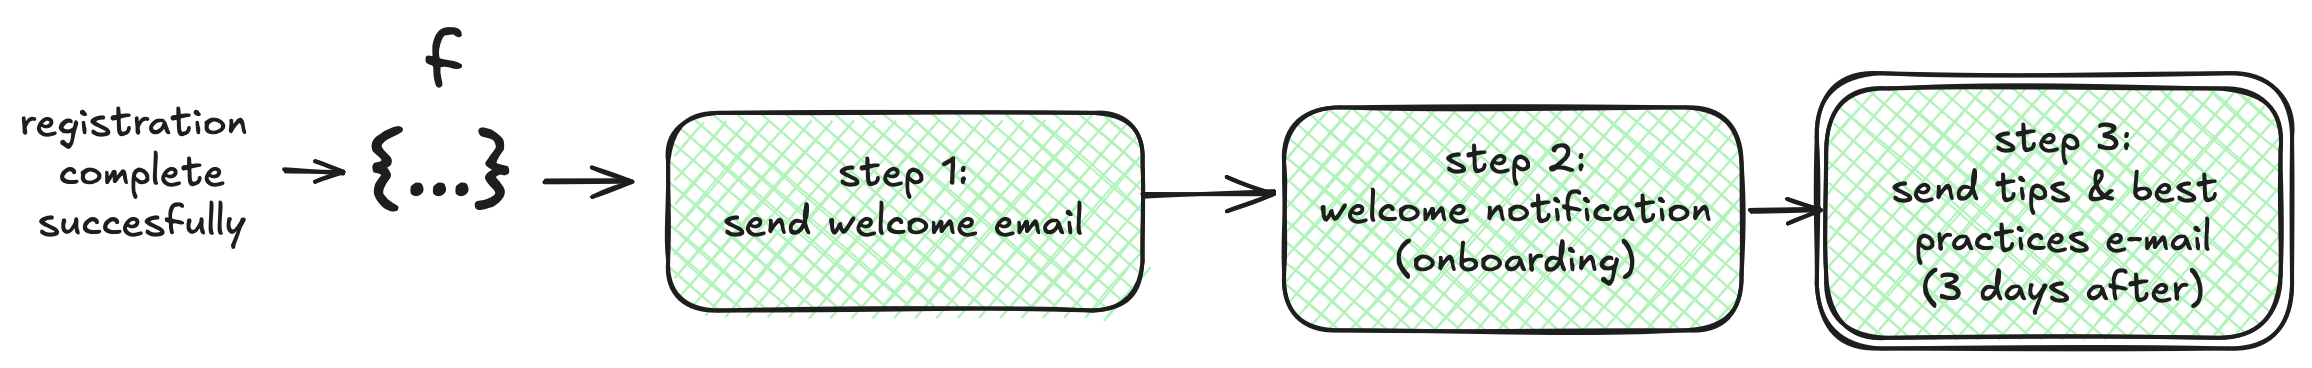 registration
complete
succesfully
f
{...}
step 1:
send welcome email
step 2:
welcome notification
(onboarding)
step 3:
send tips & best
practices e-mail
(3 days after)